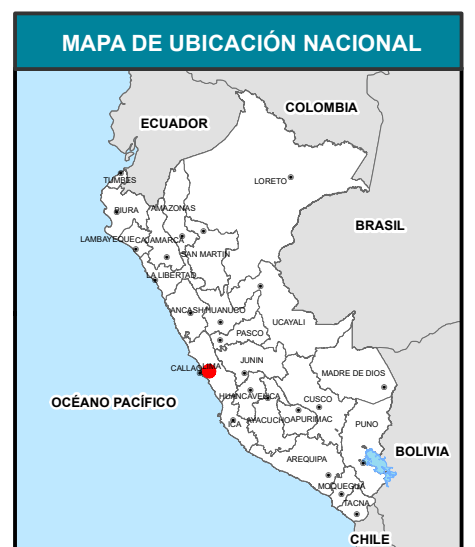 MAPA DE UBICACIÓN NACIONAL
COLOMBIA
ECUADOR
TUMBES
LORETO
PIURA
AMAZONAS
BRASIL
LAMBAYEQUE
CAJAMARCA
SAN MARTIN
LA LIBERTAD
ANCASH
HUANUCO
UCAYALI
PASCO
JUNIN
CALLAO
LIMA
MADRE DE DIOS
OCÉANO PACÍFICO
HUANCAVELICA
CUSCO
ICA
AYACUCHO
APURIMAC
PUNO
BOLIVIA
AREQUIPA
MOQUEGUA
TACNA
CHILE